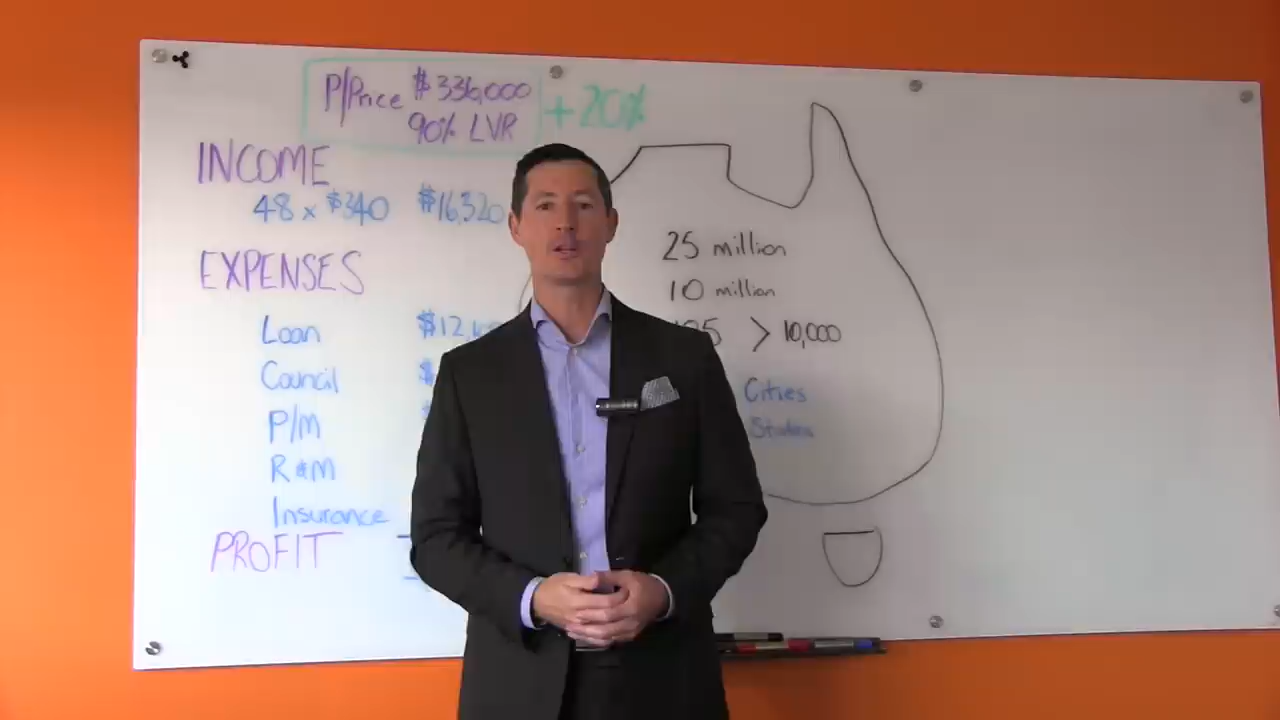 P/Price $336,000
90% LVR
+ 20%
INCOME
48 x $340 $16,320
EXPENSES
Loan
Council
P/M
R&M
Insurance
PROFIT
25 million
10 million
> 10,000
Cities
States